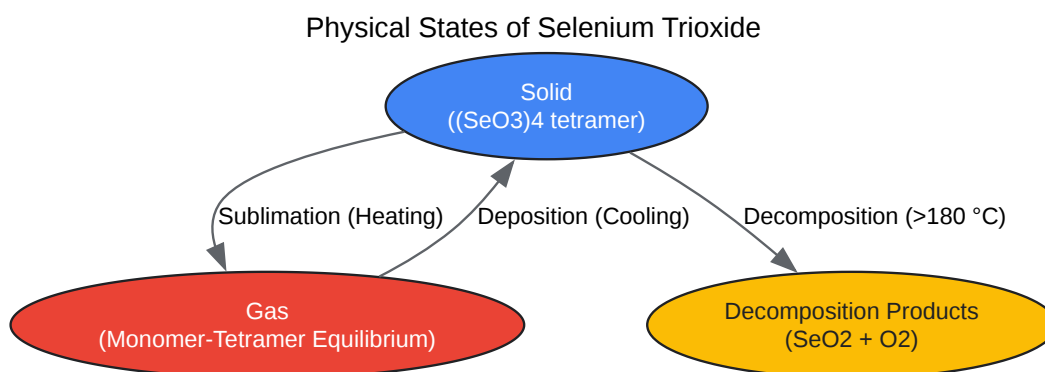 Physical States of Selenium Trioxide
Solid
((SeO3)4 tetramer)
Sublimation (Heating)
Deposition (Cooling)
Decomposition (>180 °C)
Gas
(Monomer-Tetramer Equilibrium)
Decomposition Products
(SeO2 + O2)